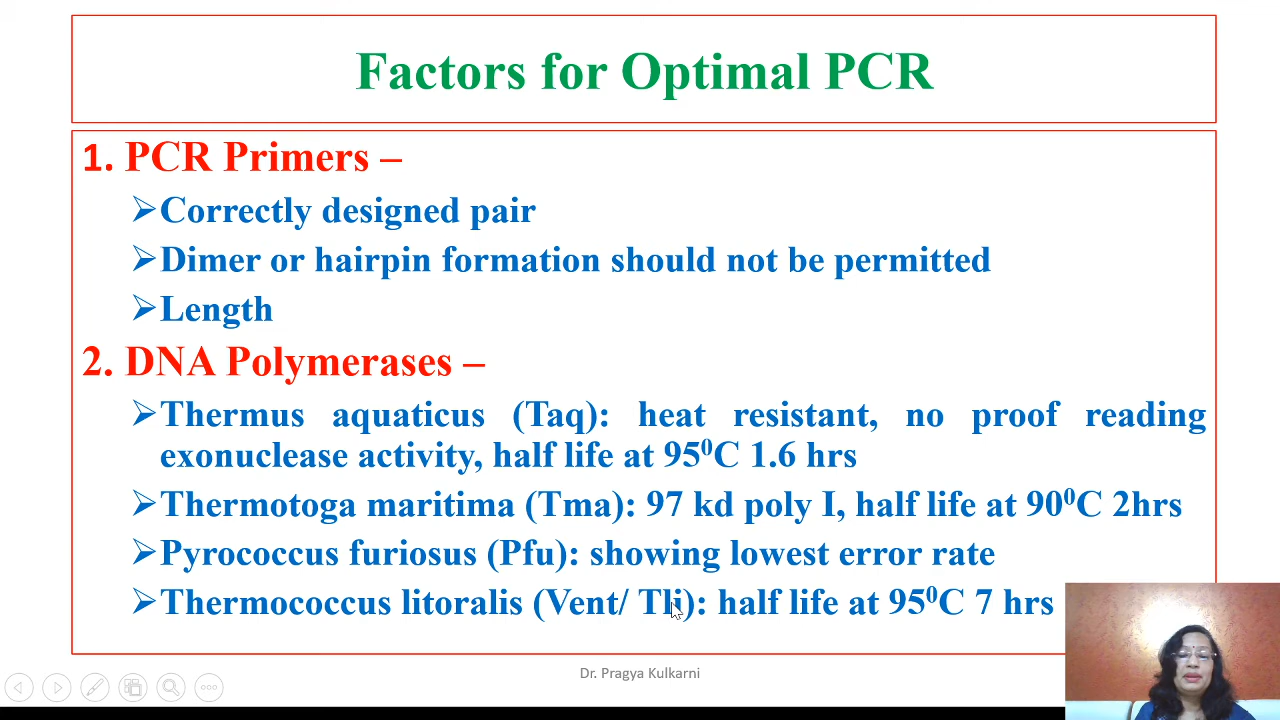 Factors for Optimal PCR
1. PCR Primers –
➢Correctly designed pair
➢Dimer or hairpin formation should not be permitted
➢Length
2. DNA Polymerases –
➢Thermus aquaticus (Taq): heat resistant, no proof reading
exonuclease activity, half life at 95⁰C 1.6 hrs
➢Thermotoga maritima (Tma): 97 kd poly I, half life at 90⁰C 2hrs
➢Pyrococcus furiosus (Pfu): showing lowest error rate
➢Thermococcus litoralis (Vent/ Tli): half life at 95⁰C 7 hrs
Dr. Pragya Kulkarni